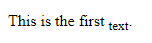 This is the first text.